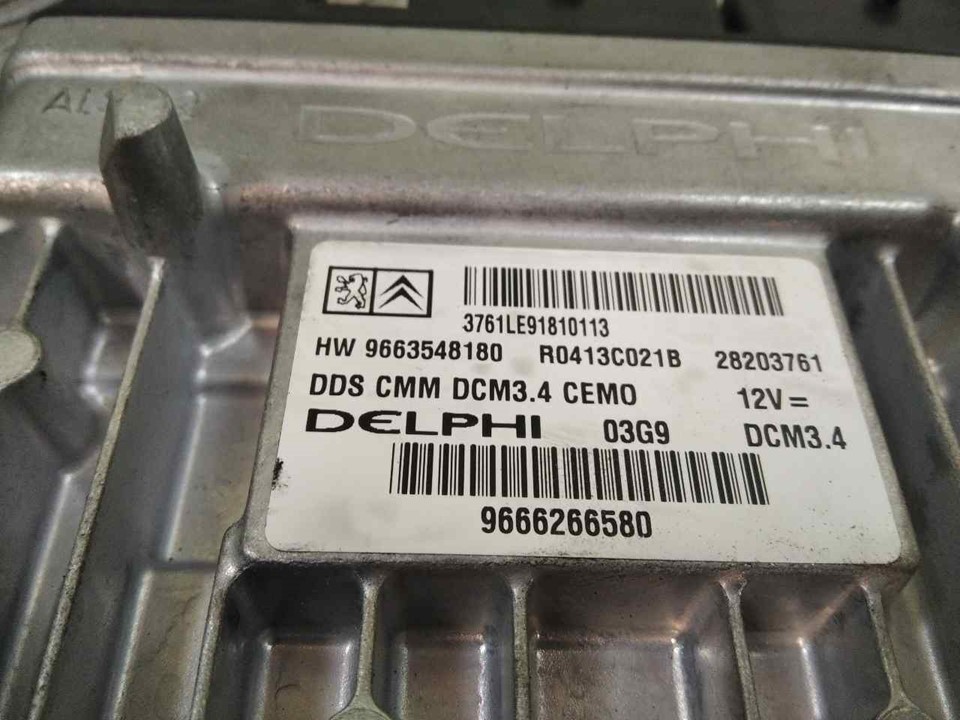 DELPHI
3761LE91810113
HW 9663548180 R0413C021B 28203761
DDS CMM DCM3.4 CEMO 12V=
DELPHI 03G9 DCM3.4
9666266580